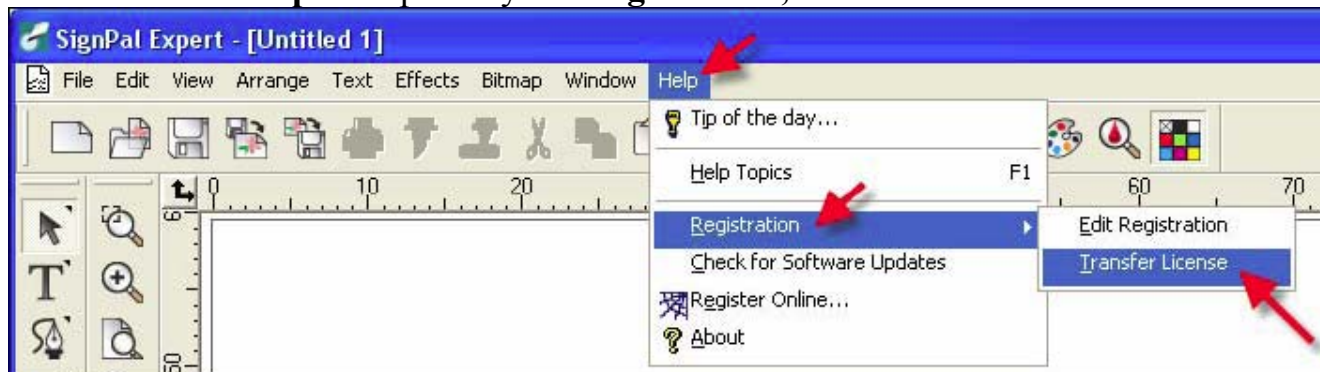 SignPal Expert - [Untitled 1]
File Edit View Arrange Text Effects Bitmap Window Help
Tip of the day...
Help Topics F1
0 10 20 60 70
Registration
Edit Registration
Check for Software Updates
Transfer License
Register Online...
About